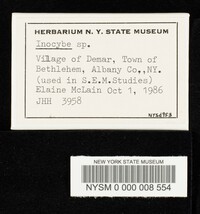 HERBARIUM N. Y. STATE MUSEUM
Inocybe sp.
Village of Demar, Town of
Bethlehem, Albany Co., NY.
(used in S.E.M.Studies)
Elaine McLain Oct 1, 1986
JHH 3958
NEW YORK STATE MUSEUM
NYSM 0 000 008 554